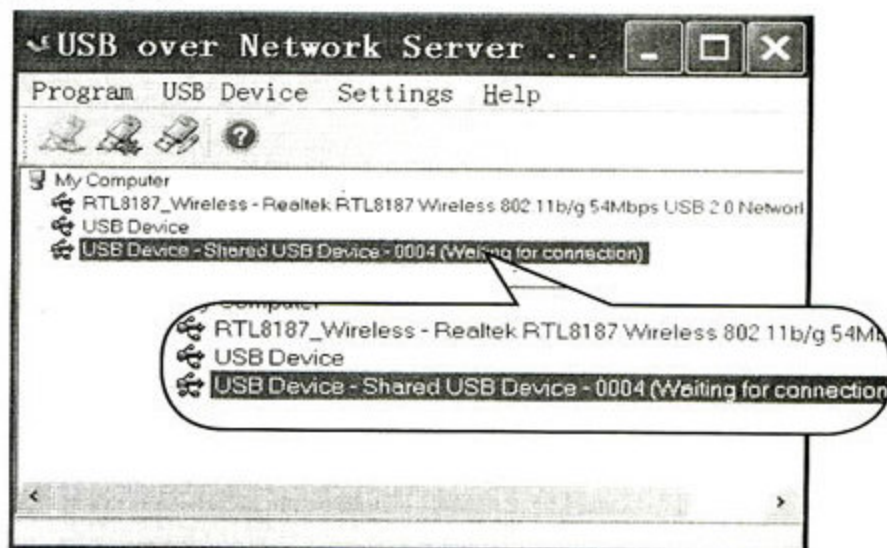 USB over Network Server ...
Program USB Device Settings Help
My Computer
RTL8187_Wireless - Realtek RTL8187 Wireless 802 11b/g 54Mbps USB 2.0 Networ
USB Device
USB Device - Shared USB Device - 0004 (Waiting for connection)
Computer
RTL8187_Wireless - Realtek RTL8187 Wireless 802 11b/g 54M
USB Device
USB Device - Shared USB Device - 0004 (Waiting for connection